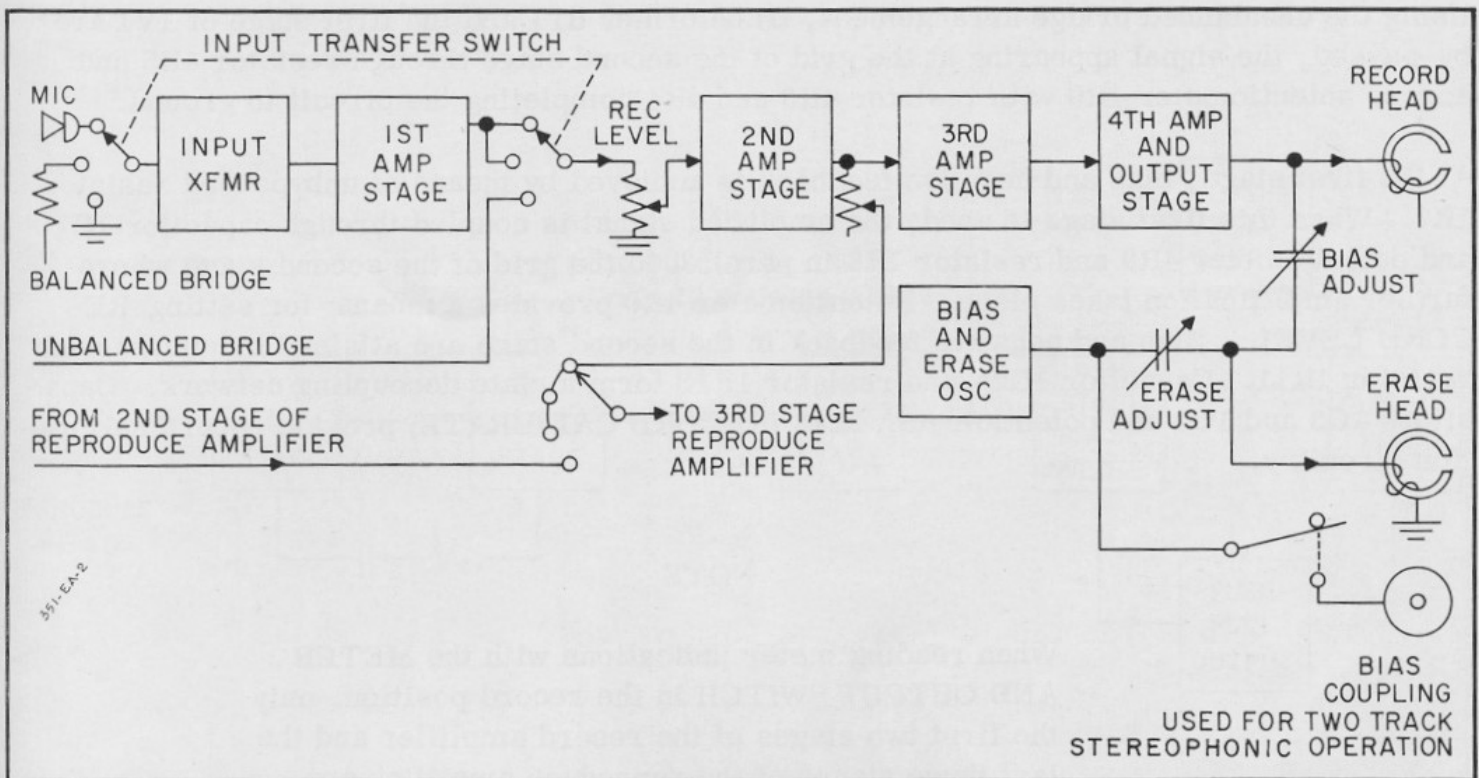 INPUT TRANSFER SWITCH
MIC
INPUT
XFMR
1ST
AMP
STAGE
REC
LEVEL
2ND
AMP
STAGE
3RD
AMP
STAGE
4TH AMP
AND
OUTPUT
STAGE
RECORD
HEAD
BALANCED BRIDGE
BIAS
ADJUST
UNBALANCED BRIDGE
BIAS
AND
ERASE
OSC
ERASE
ADJUST
ERASE
HEAD
FROM 2ND STAGE OF
REPRODUCE AMPLIFIER
TO 3RD STAGE
REPRODUCE
AMPLIFIER
351-EA-2
BIAS
COUPLING
USED FOR TWO TRACK
STEREOPHONIC OPERATION